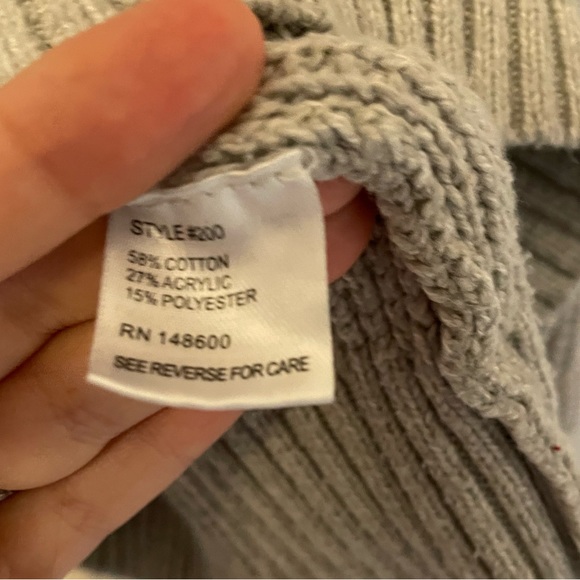 STYLE #200
58% COTTON
27% ACRYLIC
15% POLYESTER
RN 148600
SEE REVERSE FOR CARE